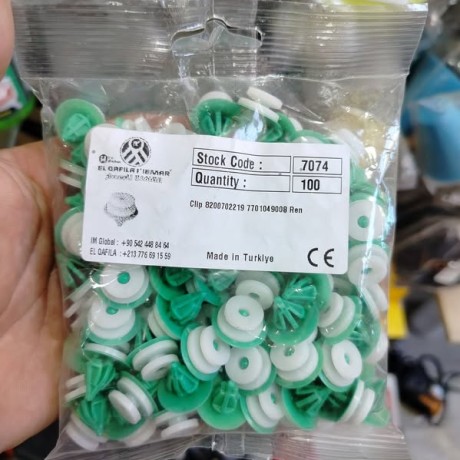 EL GAFILA TIEMAR
Stock Code : .7074
Quantity : 100
Clip 8200702219 7701049008 Ren
IM Global : +90 542 448 84 64
EL GAFILA : +213 776 69 15 59
Made in Turkiye
CE